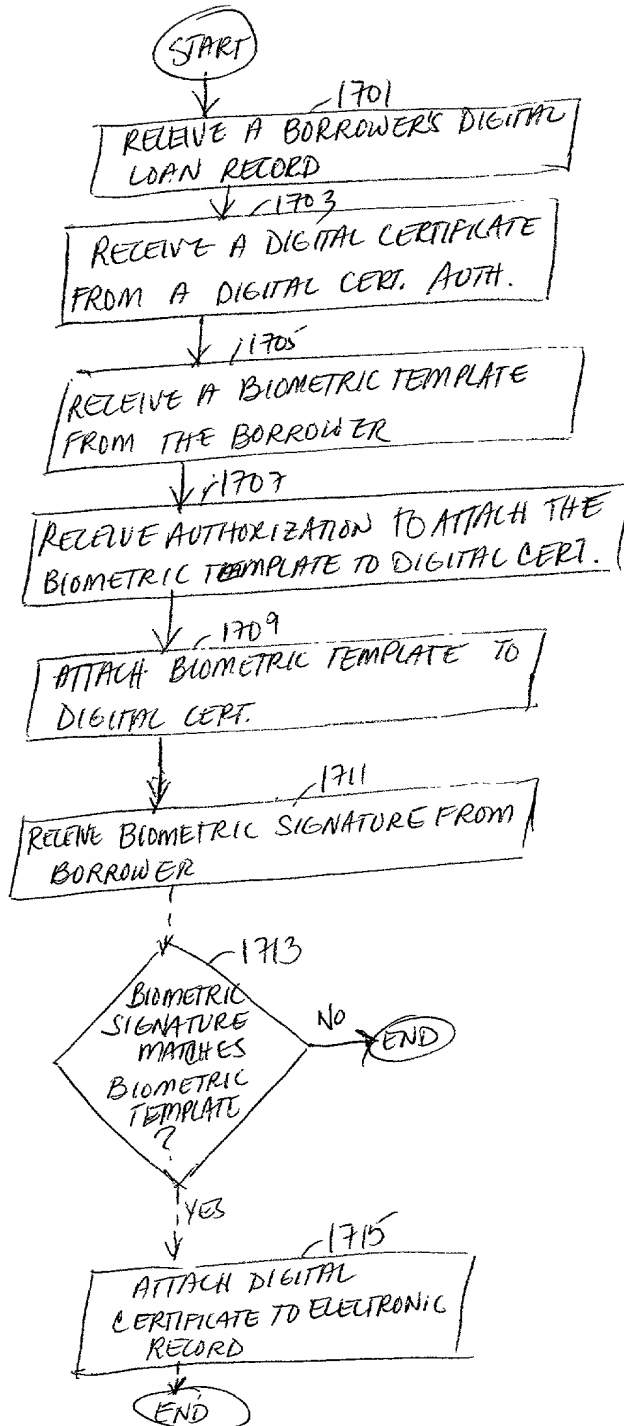 START
1701
RECEIVE A BORROWER'S DIGITAL
LOAN RECORD
1703
RECEIVE A DIGITAL CERTIFICATE
FROM A DIGITAL CERT. AUTH.
1705
RECEIVE A BIOMETRIC TEMPLATE
FROM THE BORROWER
1707
RECEIVE AUTHORIZATION TO ATTACH THE
BIOMETRIC TEMPLATE TO DIGITAL CERT.
1709
ATTACH BIOMETRIC TEMPLATE TO
DIGITAL CERT.
1711
RECEIVE BIOMETRIC SIGNATURE FROM
BORROWER
1713
BIOMETRIC
SIGNATURE
MATCHES
BIOMETRIC
TEMPLATE
?
NO
END
YES
1715
ATTACH DIGITAL
CERTIFICATE TO ELECTRONIC
RECORD
END